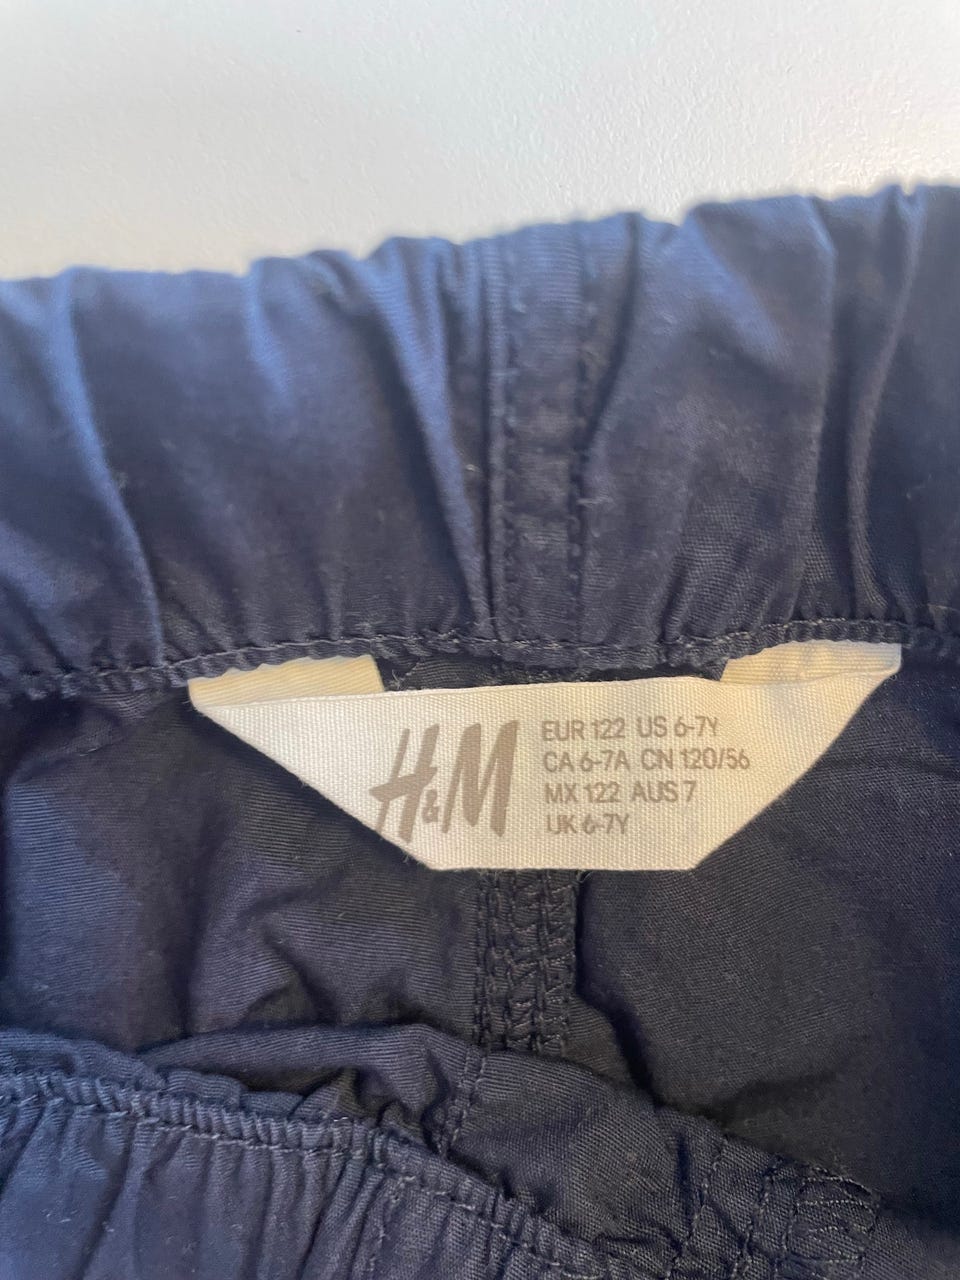 H&M
EUR 122 US 6-7Y
CA 6-7A CN 120/56
MX 122 AUS 7
UK 6-7Y